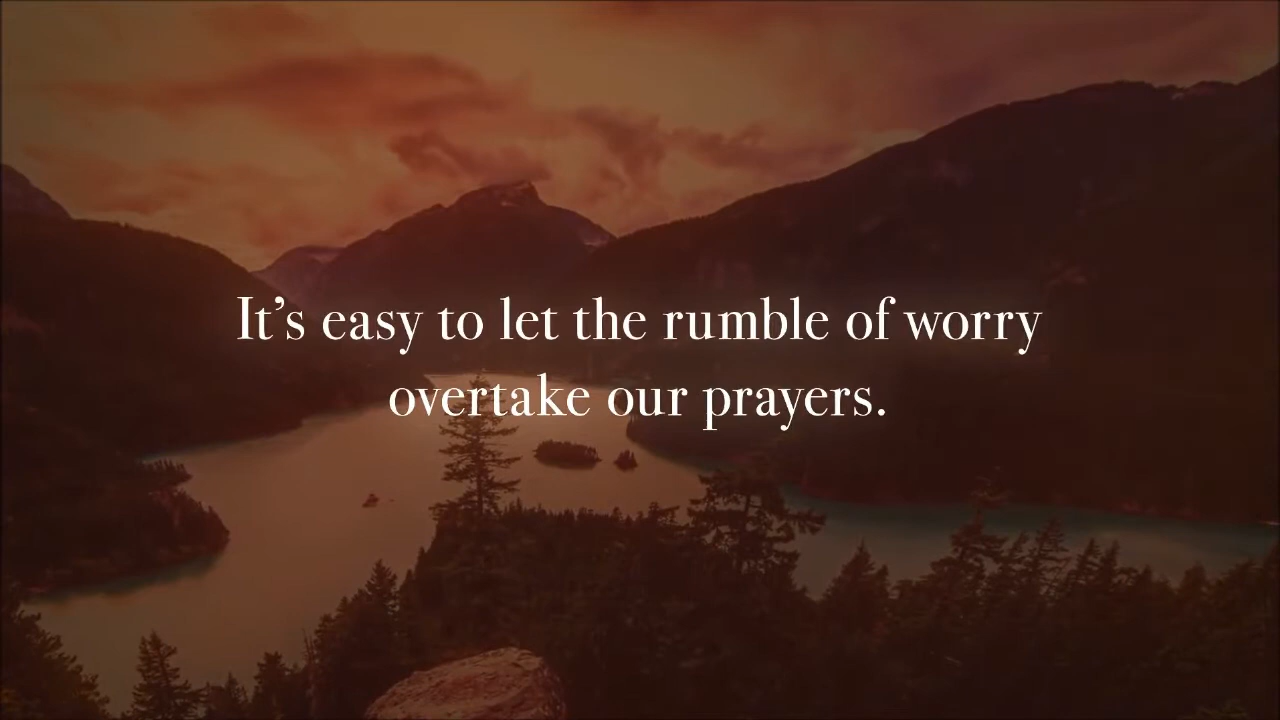 It’s easy to let the rumble of worry
overtake our prayers.